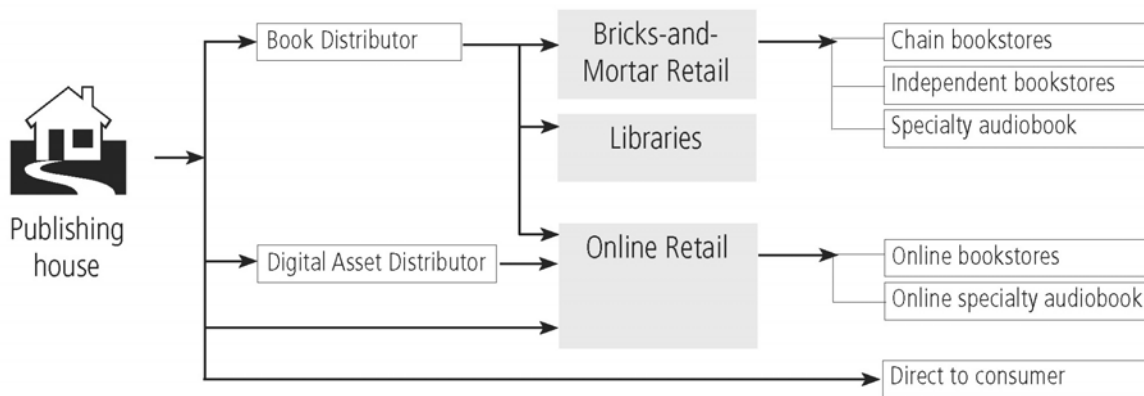 Book Distributor
Bricks-and-
Mortar Retail
Chain bookstores
Independent bookstores
Specialty audiobook
Libraries
Publishing
house
Digital Asset Distributor
Online Retail
Online bookstores
Online specialty audiobook
Direct to consumer